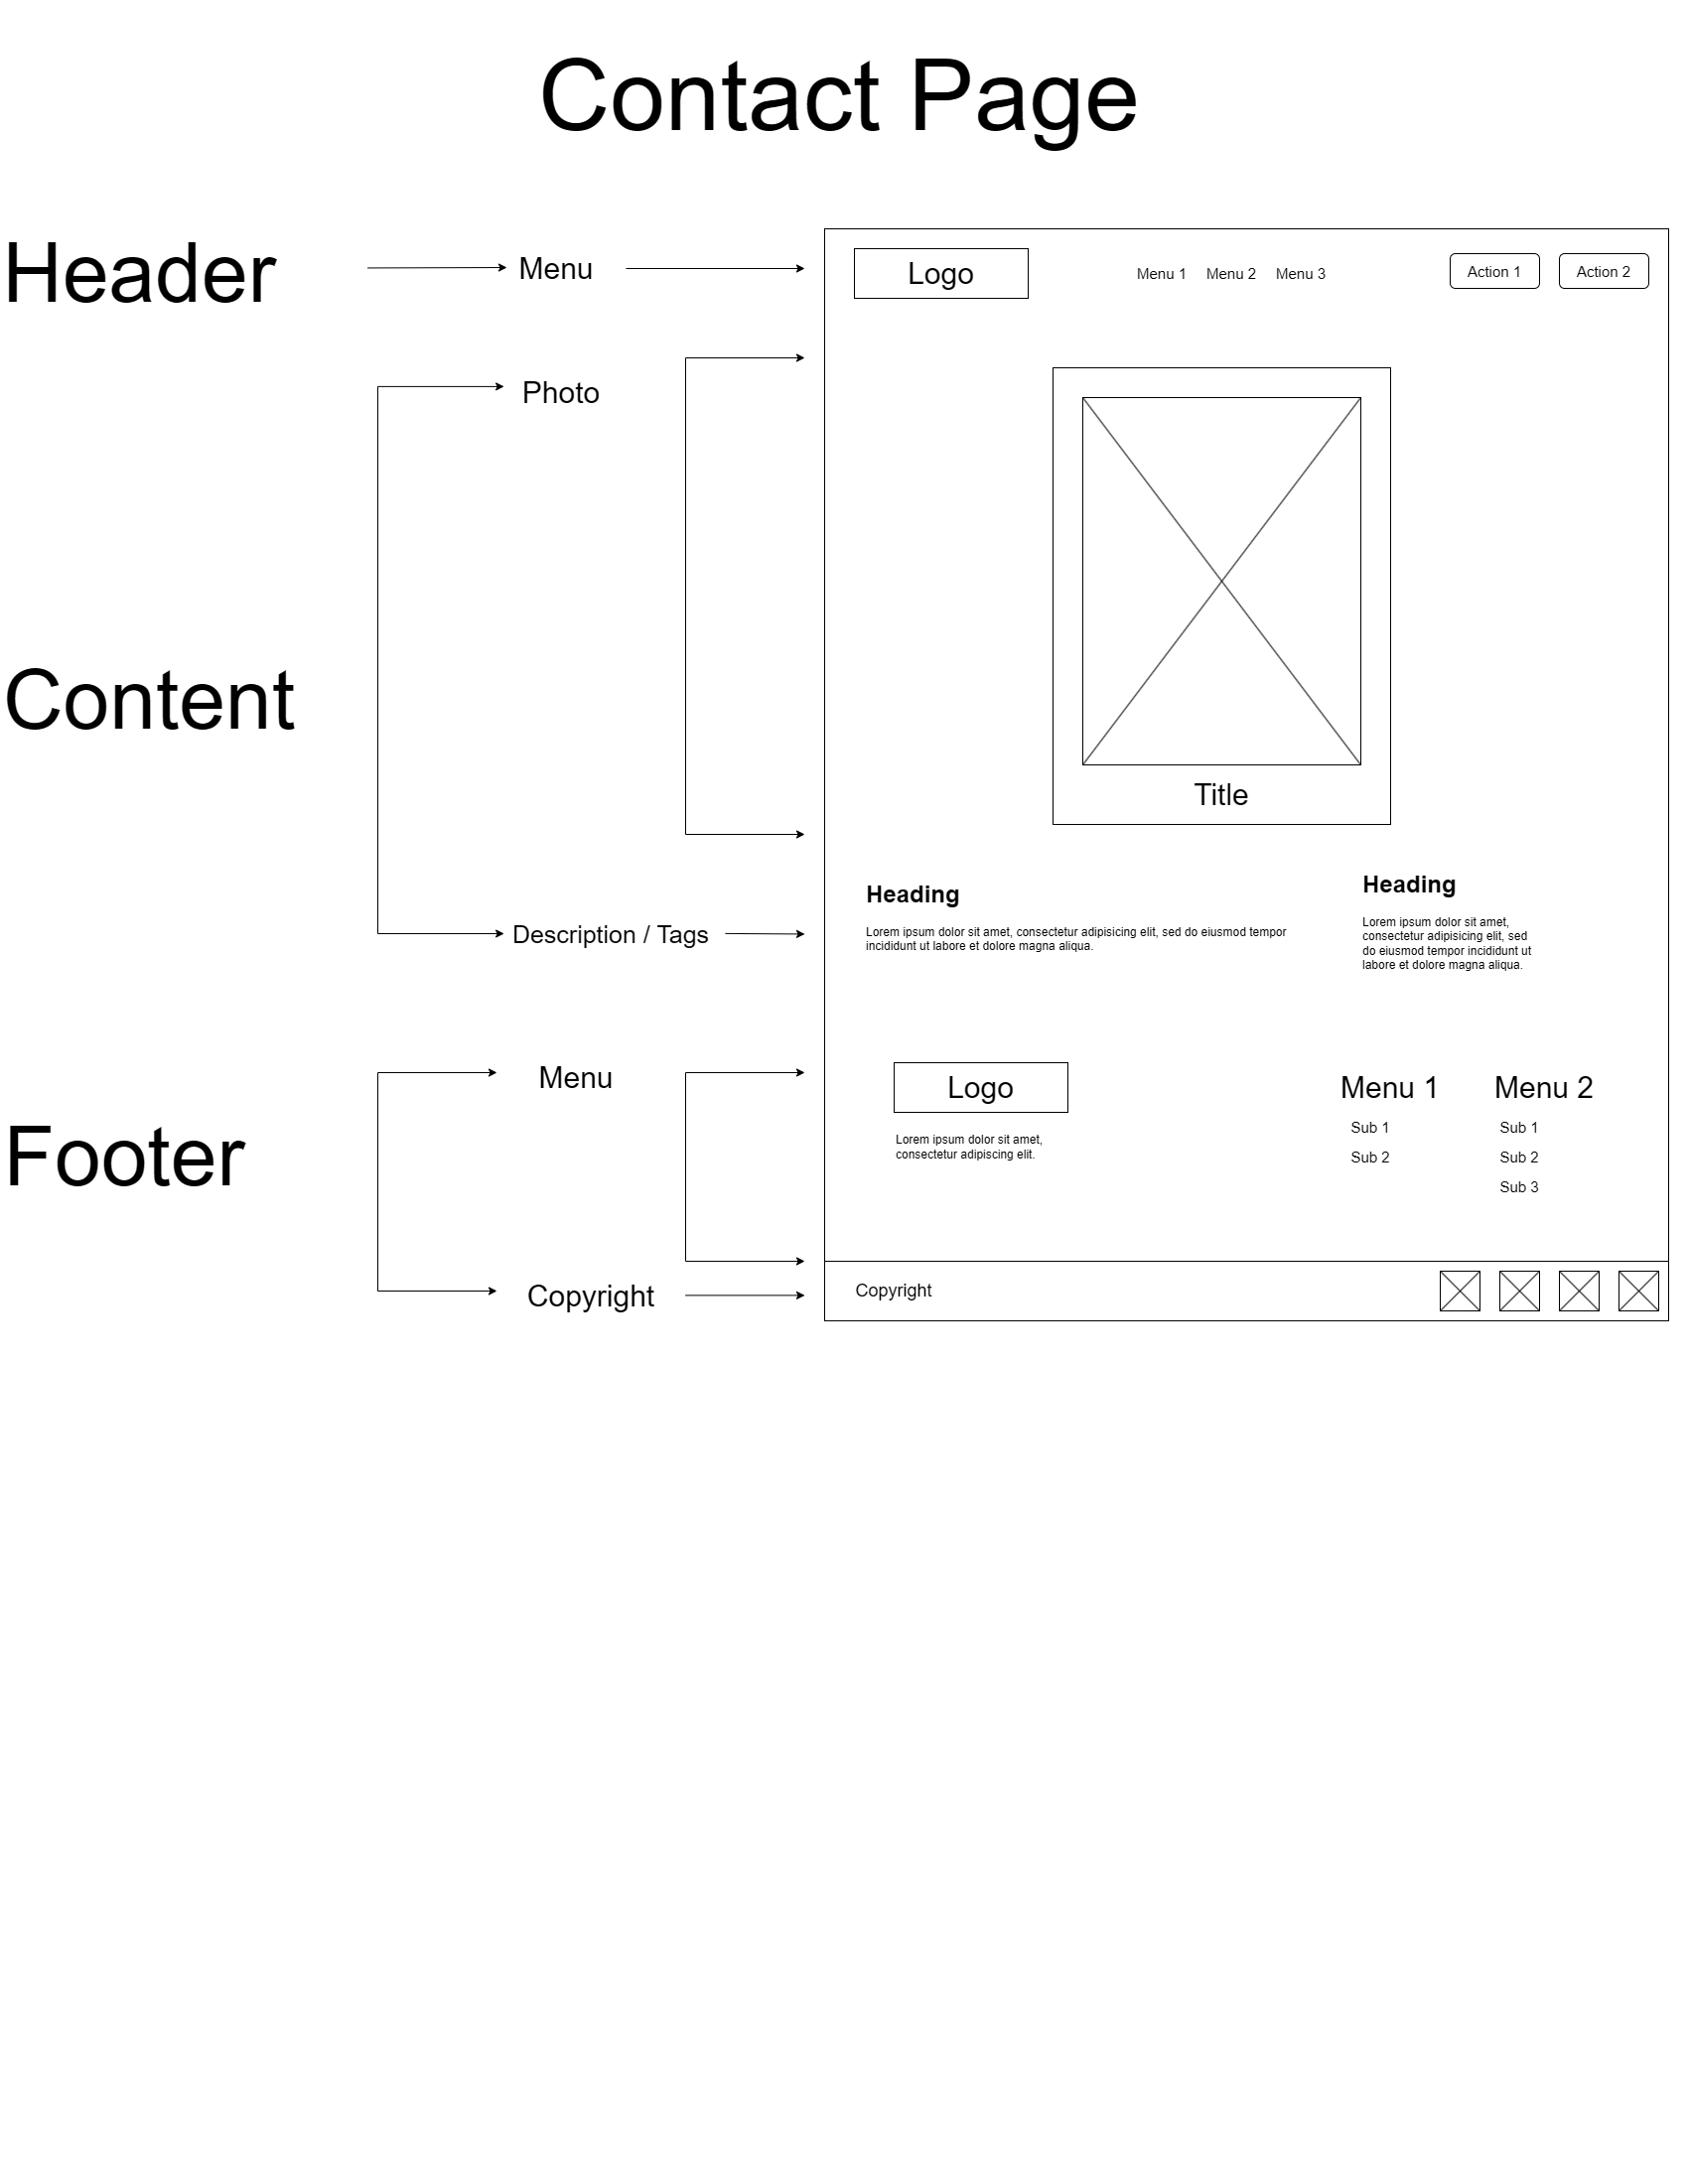 Contact Page
Header
Menu
Logo
Menu 1
Menu 2
Menu 3
Action 1
Action 2
Content
Photo
Title
Description / Tags
Heading
Lorem ipsum dolor sit amet, consectetur adipisicing elit, sed do eiusmod tempor
incididunt ut labore et dolore magna aliqua.
Heading
Lorem ipsum dolor sit amet,
consectetur adipisicing elit, sed
do eiusmod tempor incididunt ut
labore et dolore magna aliqua.
Footer
Menu
Logo
Lorem ipsum dolor sit amet,
consectetur adipiscing elit.
Menu 1
Sub 1
Sub 2
Menu 2
Sub 1
Sub 2
Sub 3
Copyright
Copyright